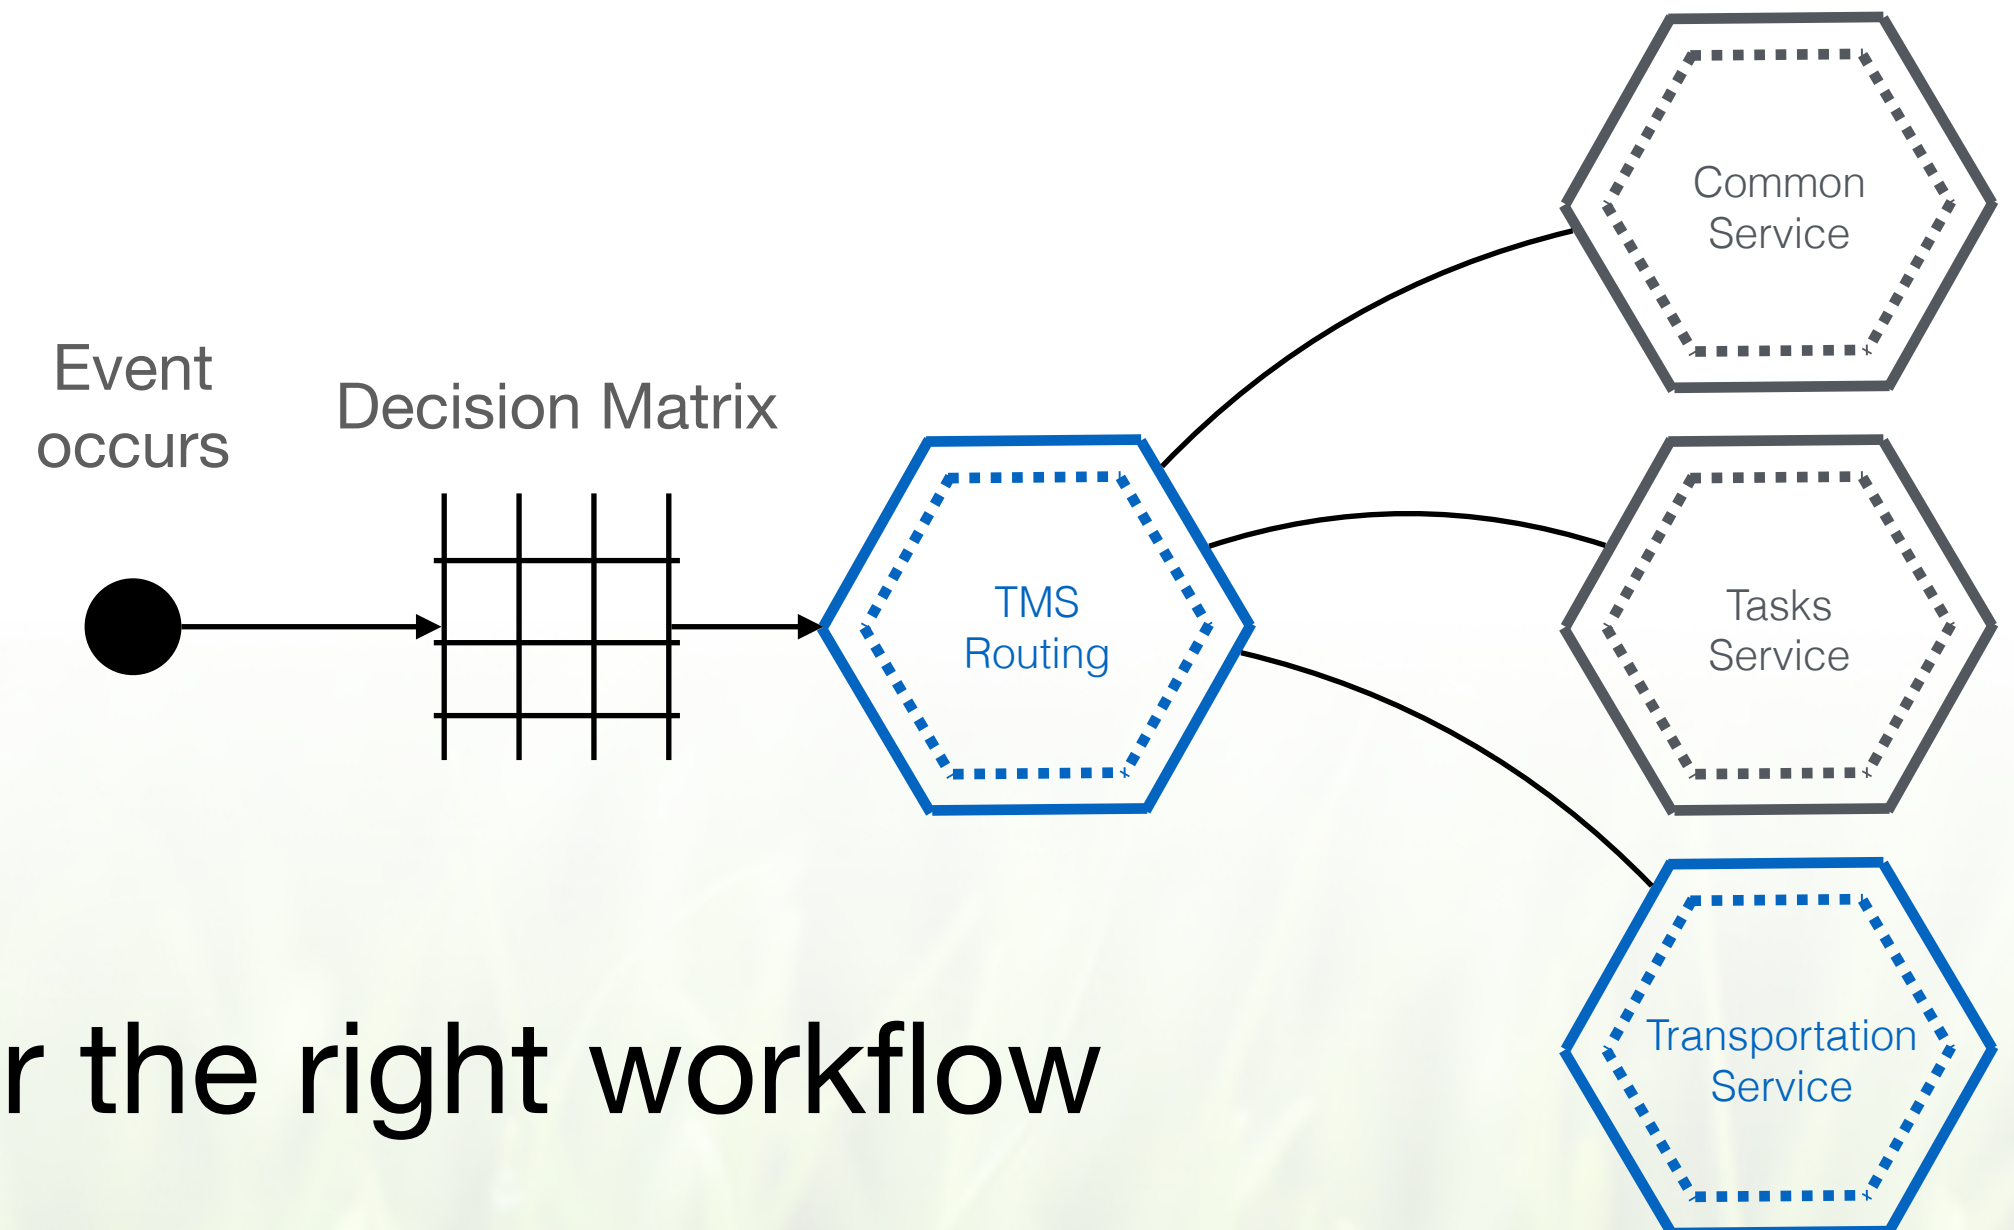 Event
occurs
Decision Matrix
TMS
Routing
Common
Service
Tasks
Service
Transportation
Service
r the right workflow